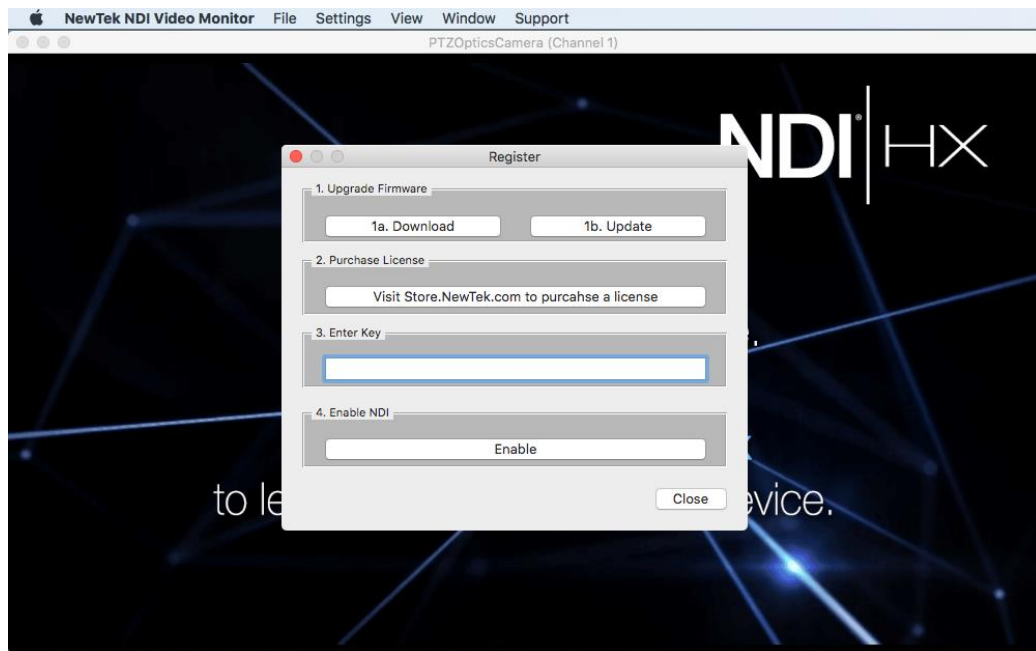 NewTek NDI Video Monitor File Settings View Window Support
PTZOpticsCamera (Channel 1)
NDI® HX
Register
1. Upgrade Firmware
1a. Download 1b. Update
2. Purchase License
Visit Store.NewTek.com to purcahse a license
3. Enter Key
4. Enable NDI
Enable
Close
to